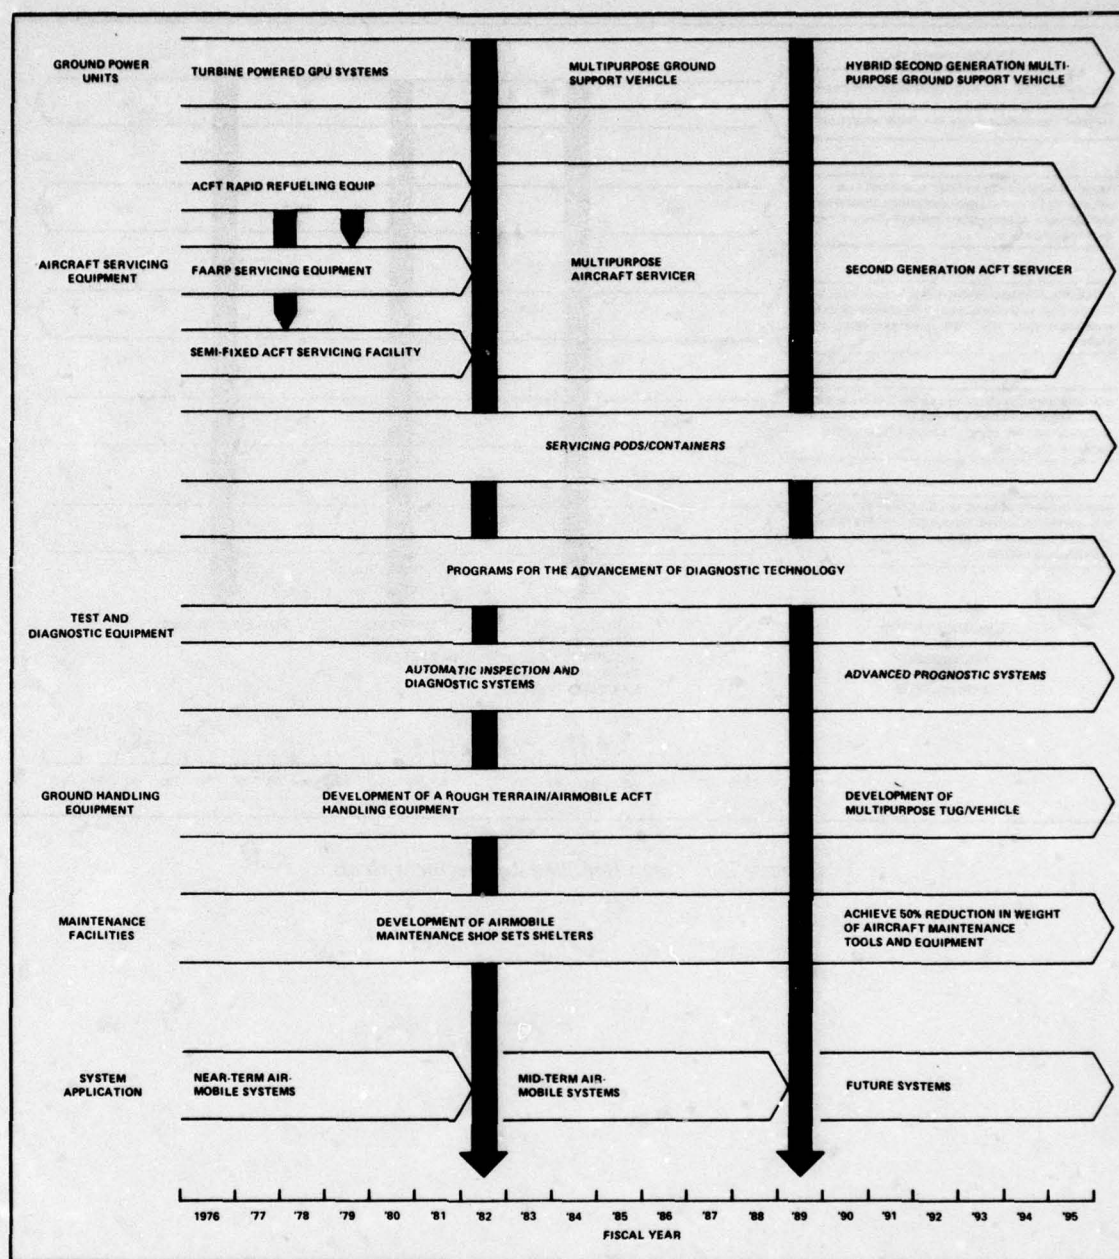 GROUND POWER
UNITS
TURBINE POWERED GPU SYSTEMS
MULTIPURPOSE GROUND
SUPPORT VEHICLE
HYBRID SECOND GENERATION MULTI-
PURPOSE GROUND SUPPORT VEHICLE
ACFT RAPID REFUELING EQUIP
AIRCRAFT SERVICING
EQUIPMENT
FAARP SERVICING EQUIPMENT
MULTIPURPOSE
AIRCRAFT SERVICER
SECOND GENERATION ACFT SERVICER
SEMI-FIXED ACFT SERVICING FACILITY
SERVICING PODS/CONTAINERS
PROGRAMS FOR THE ADVANCEMENT OF DIAGNOSTIC TECHNOLOGY
TEST AND
DIAGNOSTIC EQUIPMENT
AUTOMATIC INSPECTION AND
DIAGNOSTIC SYSTEMS
ADVANCED PROGNOSTIC SYSTEMS
GROUND HANDLING
EQUIPMENT
DEVELOPMENT OF A ROUGH TERRAIN/AIRMOBILE ACFT
HANDLING EQUIPMENT
DEVELOPMENT OF
MULTIPURPOSE TUG/VEHICLE
MAINTENANCE
FACILITIES
DEVELOPMENT OF AIRMOBILE
MAINTENANCE SHOP SETS SHELTERS
ACHIEVE 50% REDUCTION IN WEIGHT
OF AIRCRAFT MAINTENANCE
TOOLS AND EQUIPMENT
SYSTEM
APPLICATION
NEAR-TERM AIR-
MOBILE SYSTEMS
MID-TERM AIR-
MOBILE SYSTEMS
FUTURE SYSTEMS
1976 '77 '78 '79 '80 '81 '82 '83 '84 '85 '86 '87 '88 '89 '90 '91 '92 '93 '94 '95
FISCAL YEAR